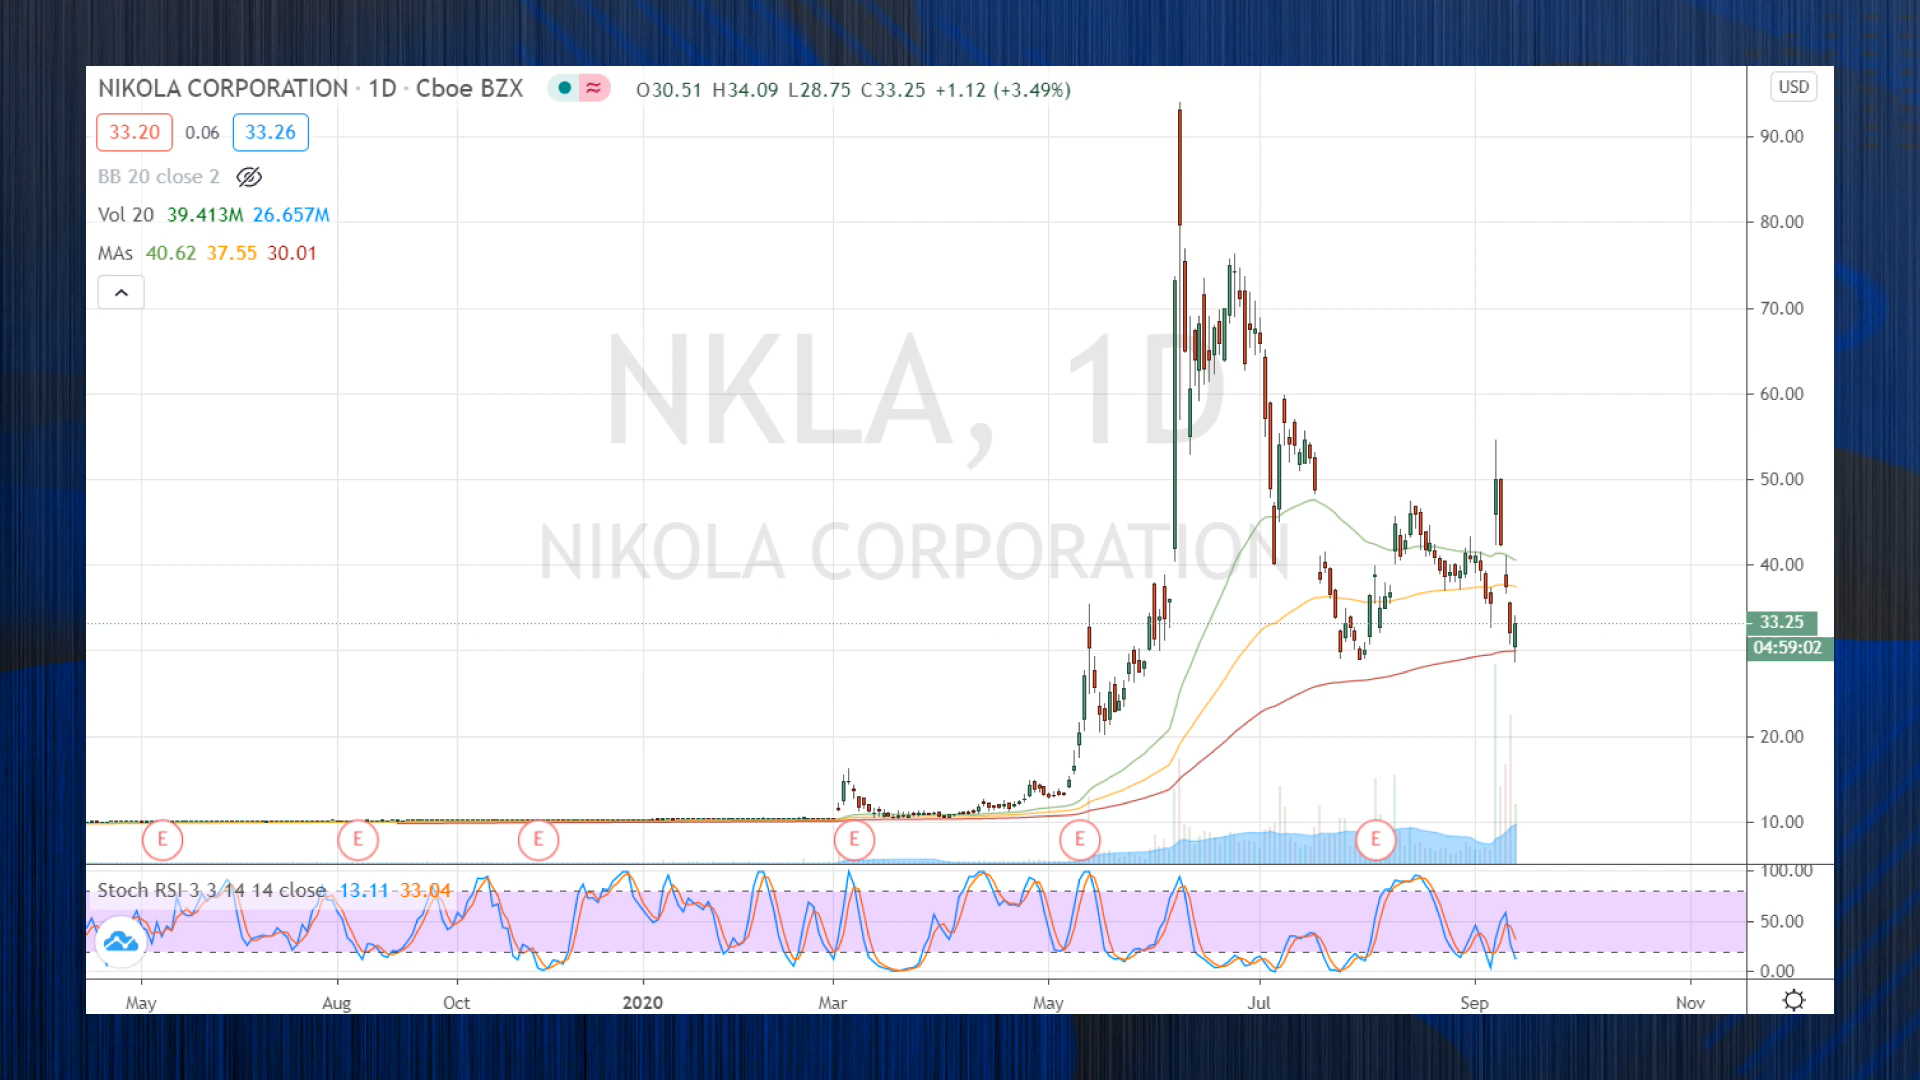 NIKOLA CORPORATION · 1D · Cboe BZX O30.51 H34.09 L28.75 C33.25 +1.12 (+3.49%)
USD
33.20 0.06 33.26
BB 20 close 2
Vol 20 39.413M 26.657M
MAs 40.62 37.55 30.01
NKLA, 1D
NIKOLA CORPORATION
90.00
80.00
70.00
60.00
50.00
40.00
33.25
04:59:02
20.00
10.00
E E E E E E
Stoch RSI 3 3 14 14 close 13.11 33.04
100.00
50.00
0.00
May Aug Oct 2020 Mar May Jul Sep Nov